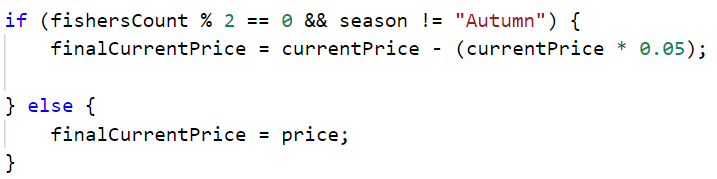 if (fishersCount % 2 == 0 && season != "Autumn") {
    finalCurrentPrice = currentPrice - (currentPrice * 0.05);
} else {
    finalCurrentPrice = price;
}